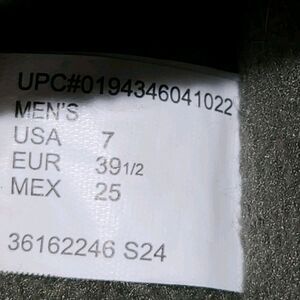 UPC#0194346041022
MEN'S
USA 7
EUR 39 1/2
MEX 25
36162246 S24